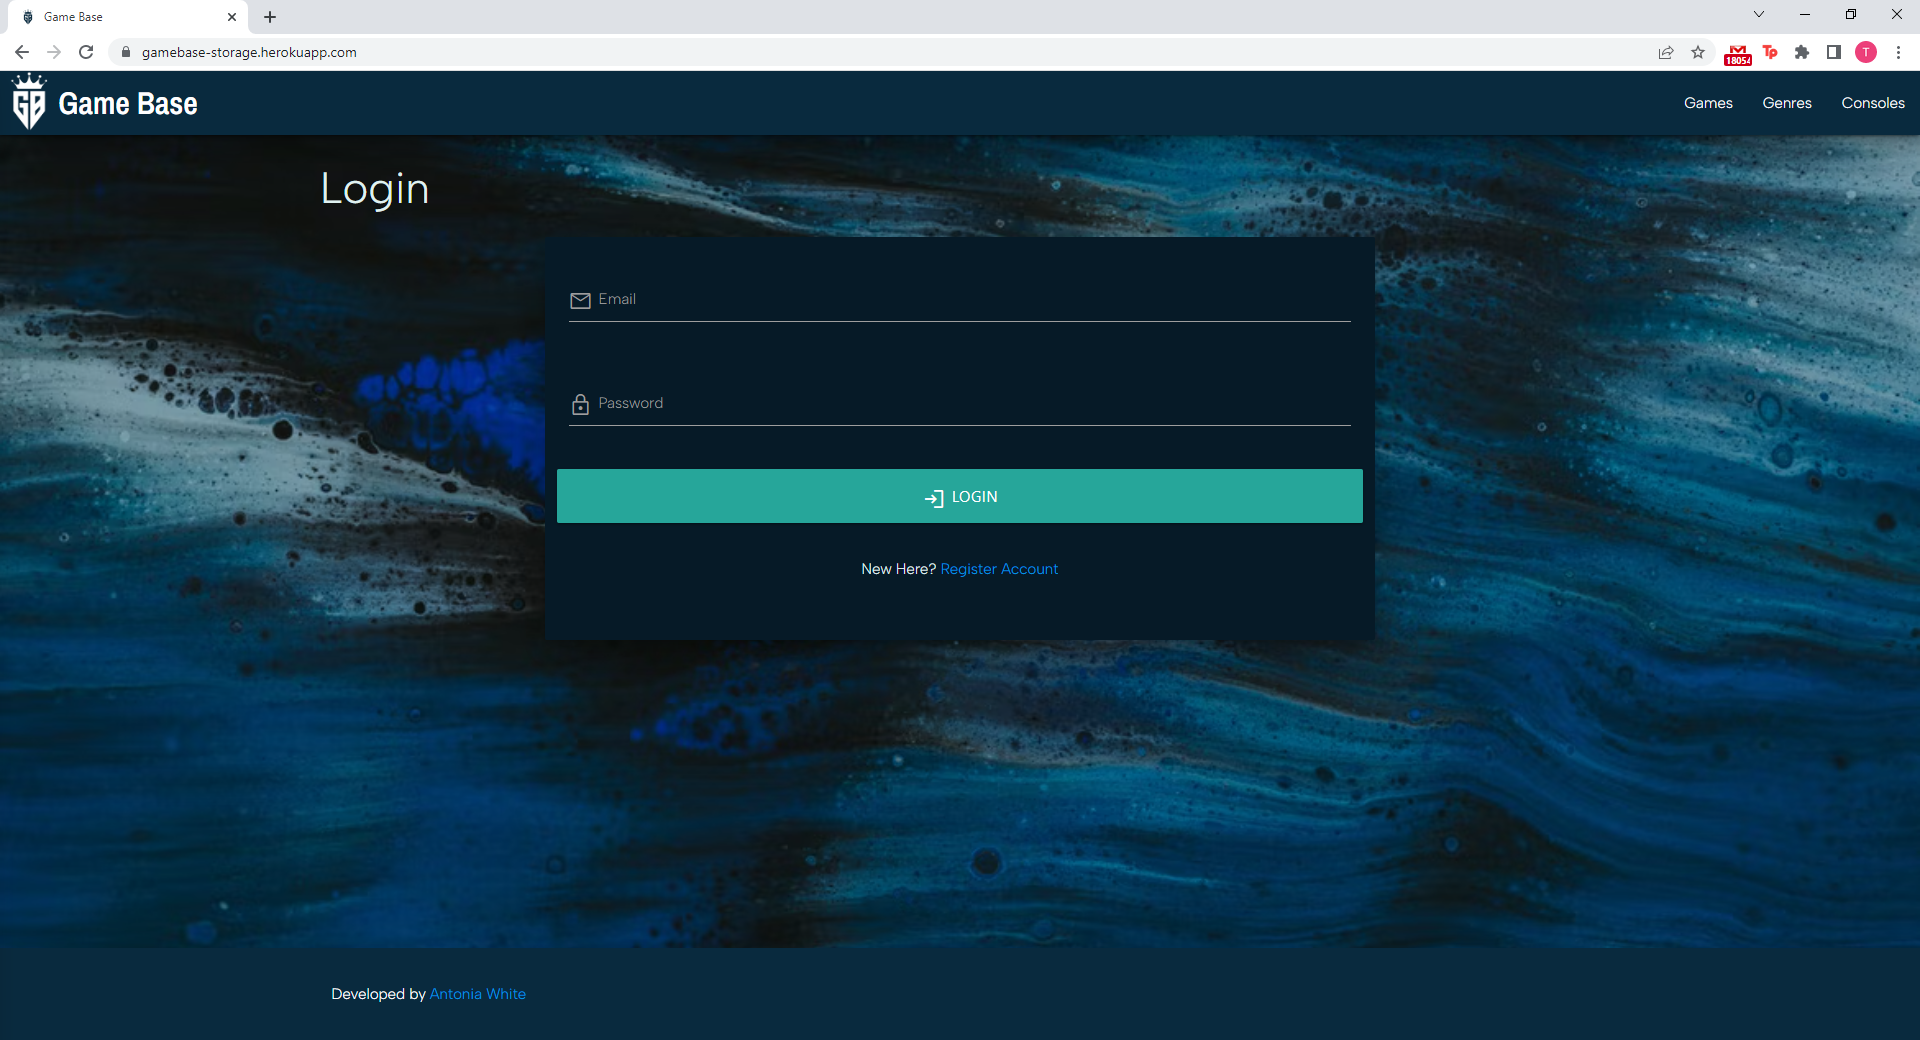 Game Base
gamebase-storage.herokuapp.com
18054
Tp
T
GB
Game Base
Games
Genres
Consoles
Login
Email
Password
LOGIN
New Here? Register Account
Developed by Antonia White